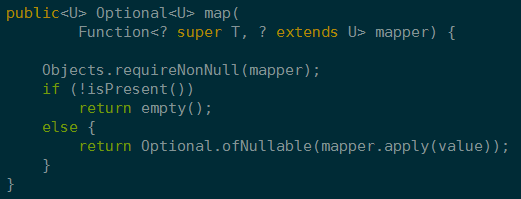 public<U> Optional<U> map(
        Function<? super T, ? extends U> mapper) {

    Objects.requireNonNull(mapper);
    if (!isPresent())
        return empty();
    else {
        return Optional.ofNullable(mapper.apply(value));
    }
}